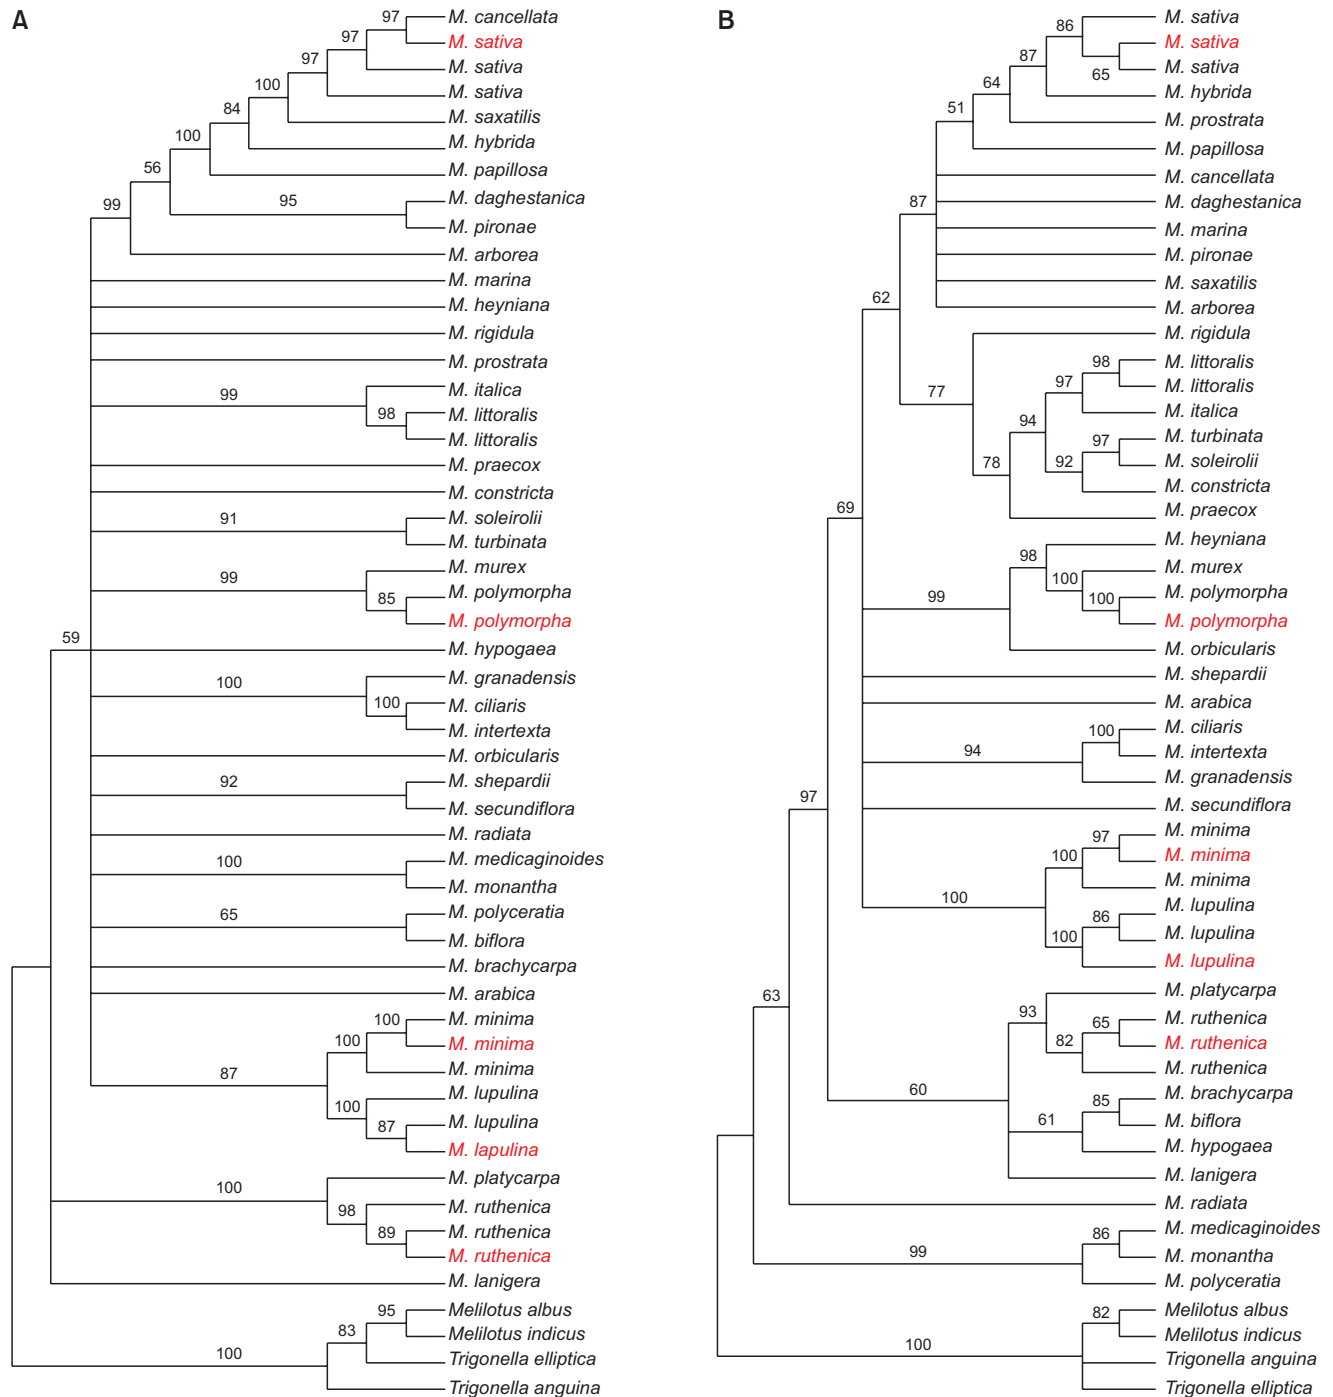 A
97 M. cancellata
97 M. sativa
97 M. sativa
100 M. sativa
84 M. saxatilis
100 M. hybrida
56 M. papillosa
99 95 M. daghestanica
M. pironae
M. arborea
M. marina
M. heyniana
M. rigidula
M. prostrata
99 M. italica
98 M. littoralis
M. littoralis
M. praecox
M. constricta
91 M. soleirolii
M. turbinata
99 M. murex
85 M. polymorpha
M. polymorpha
59 M. hypogaea
100 M. granadensis
100 M. ciliaris
M. intertexta
M. orbicularis
92 M. shepardii
M. secundiflora
M. radiata
100 M. medicaginoides
M. monantha
65 M. polyceratia
M. biflora
M. brachycarpa
M. arabica
100 M. minima
100 M. minima
87 M. minima
100 M. lupulina
87 M. lupulina
M. lapulina
100 M. platycarpa
98 M. ruthenica
89 M. ruthenica
M. ruthenica
M. lanigera
95 Melilotus albus
83 Melilotus indicus
100 Trigonella elliptica
Trigonella anguina
B
86 M. sativa
87 M. sativa
65 M. sativa
64 M. hybrida
51 M. prostrata
M. papillosa
M. cancellata
87 M. daghestanica
M. marina
M. pironae
M. saxatilis
62 M. arborea
M. rigidula
98 M. littoralis
97 M. littoralis
77 M. italica
94 97 M. turbinata
78 92 M. soleirolii
M. constricta
69 M. praecox
98 M. heyniana
100 M. murex
99 100 M. polymorpha
M. polymorpha
M. orbicularis
M. shepardii
M. arabica
100 M. ciliaris
94 M. intertexta
M. granadensis
97 M. secundiflora
97 M. minima
100 M. minima
100 M. minima
86 M. lupulina
100 M. lupulina
M. lupulina
63 93 M. platycarpa
65 M. ruthenica
82 M. ruthenica
M. ruthenica
60 85 M. brachycarpa
61 M. biflora
M. hypogaea
M. lanigera
M. radiata
86 M. medicaginoides
99 M. monantha
M. polyceratia
82 Melilotus albus
Melilotus indicus
100 Trigonella anguina
Trigonella elliptica